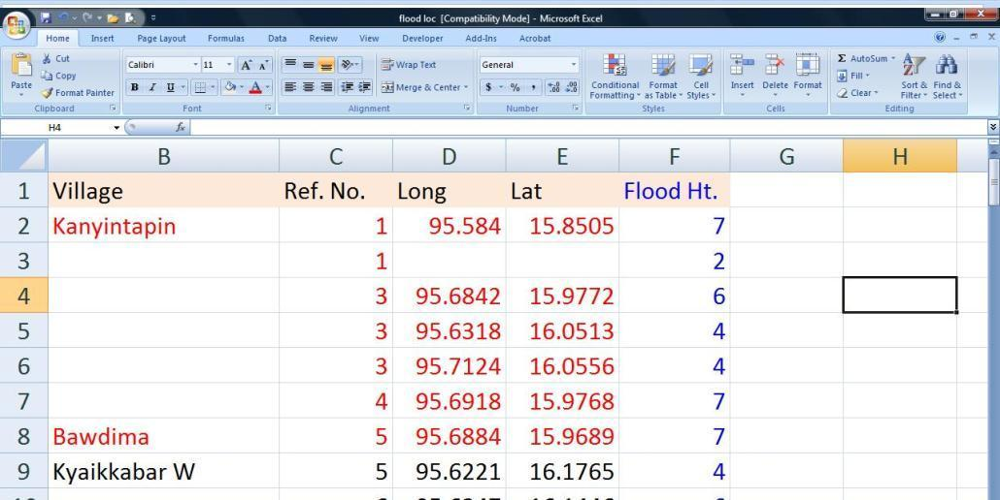 flood loc [Compatibility Mode] - Microsoft Excel
Home Insert Page Layout Formulas Data Review View Developer Add-Ins Acrobat
Paste Cut Copy Format Painter
Calibri 11 A A B I U A
Wrap Text Merge & Center
General $ % ,
Conditional Formatting Format as Table Cell Styles
Insert Delete Format
Σ AutoSum Fill Clear Sort & Filter Find & Select
Clipboard Font Alignment Number Styles Cells Editing
H4 fx
B C D E F G H
1 Village Ref. No. Long Lat Flood Ht.
2 Kanyintapin 1 95.584 15.8505 7
3 1 2
4 3 95.6842 15.9772 6
5 3 95.6318 16.0513 4
6 3 95.7124 16.0556 4
7 4 95.6918 15.9768 7
8 Bawdima 5 95.6884 15.9689 7
9 Kyaikkabar W 5 95.6221 16.1765 4